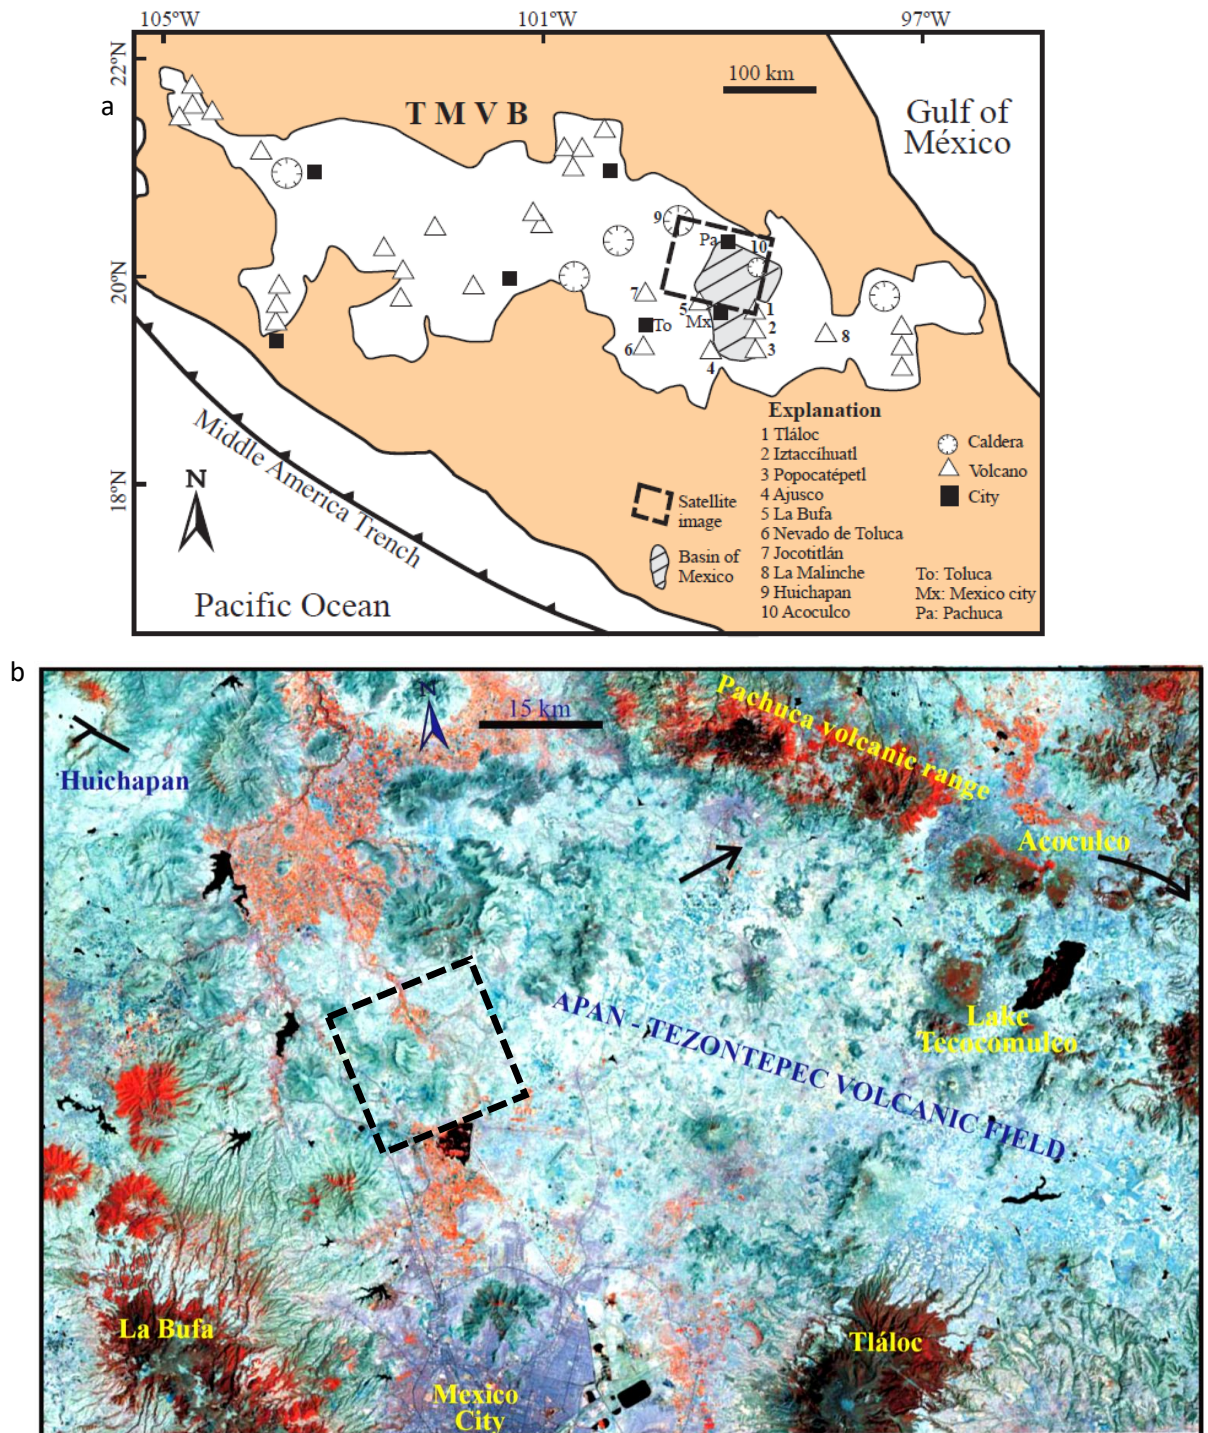 105°W 101°W 97°W
22°N
a
100 km
T M V B
Gulf of
México
9
Pa
10
20°N
7
5
Mx
1
To
2
8
6
3
4
Explanation
1 Tláloc
2 Iztaccíhuatl
3 Popocatépetl
4 Ajusco
5 La Bufa
6 Nevado de Toluca
7 Jocotitlán
8 La Malinche
9 Huichapan
10 Acoculco
Caldera
Volcano
City
Satellite
image
Basin of
Mexico
To: Toluca
Mx: Mexico city
Pa: Pachuca
18°N
N
Middle America Trench
Pacific Ocean
b
N
15 km
Pachuca volcanic range
Huichapan
Acoculco
APAN - TEZONTEPEC VOLCANIC FIELD
Lake
Tecocomulco
La Bufa
Tláloc
Mexico
City